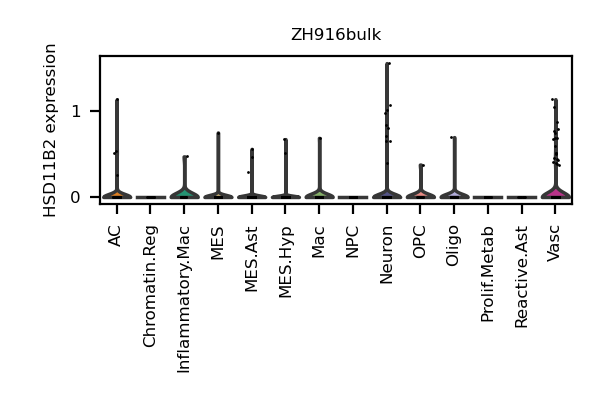 ZH916bulk
HSD11B2 expression
1
0
AC
Chromatin.Reg
Inflammatory.Mac
MES
MES.Ast
MES.Hyp
Mac
NPC
Neuron
OPC
Oligo
Prolif.Metab
Reactive.Ast
Vasc